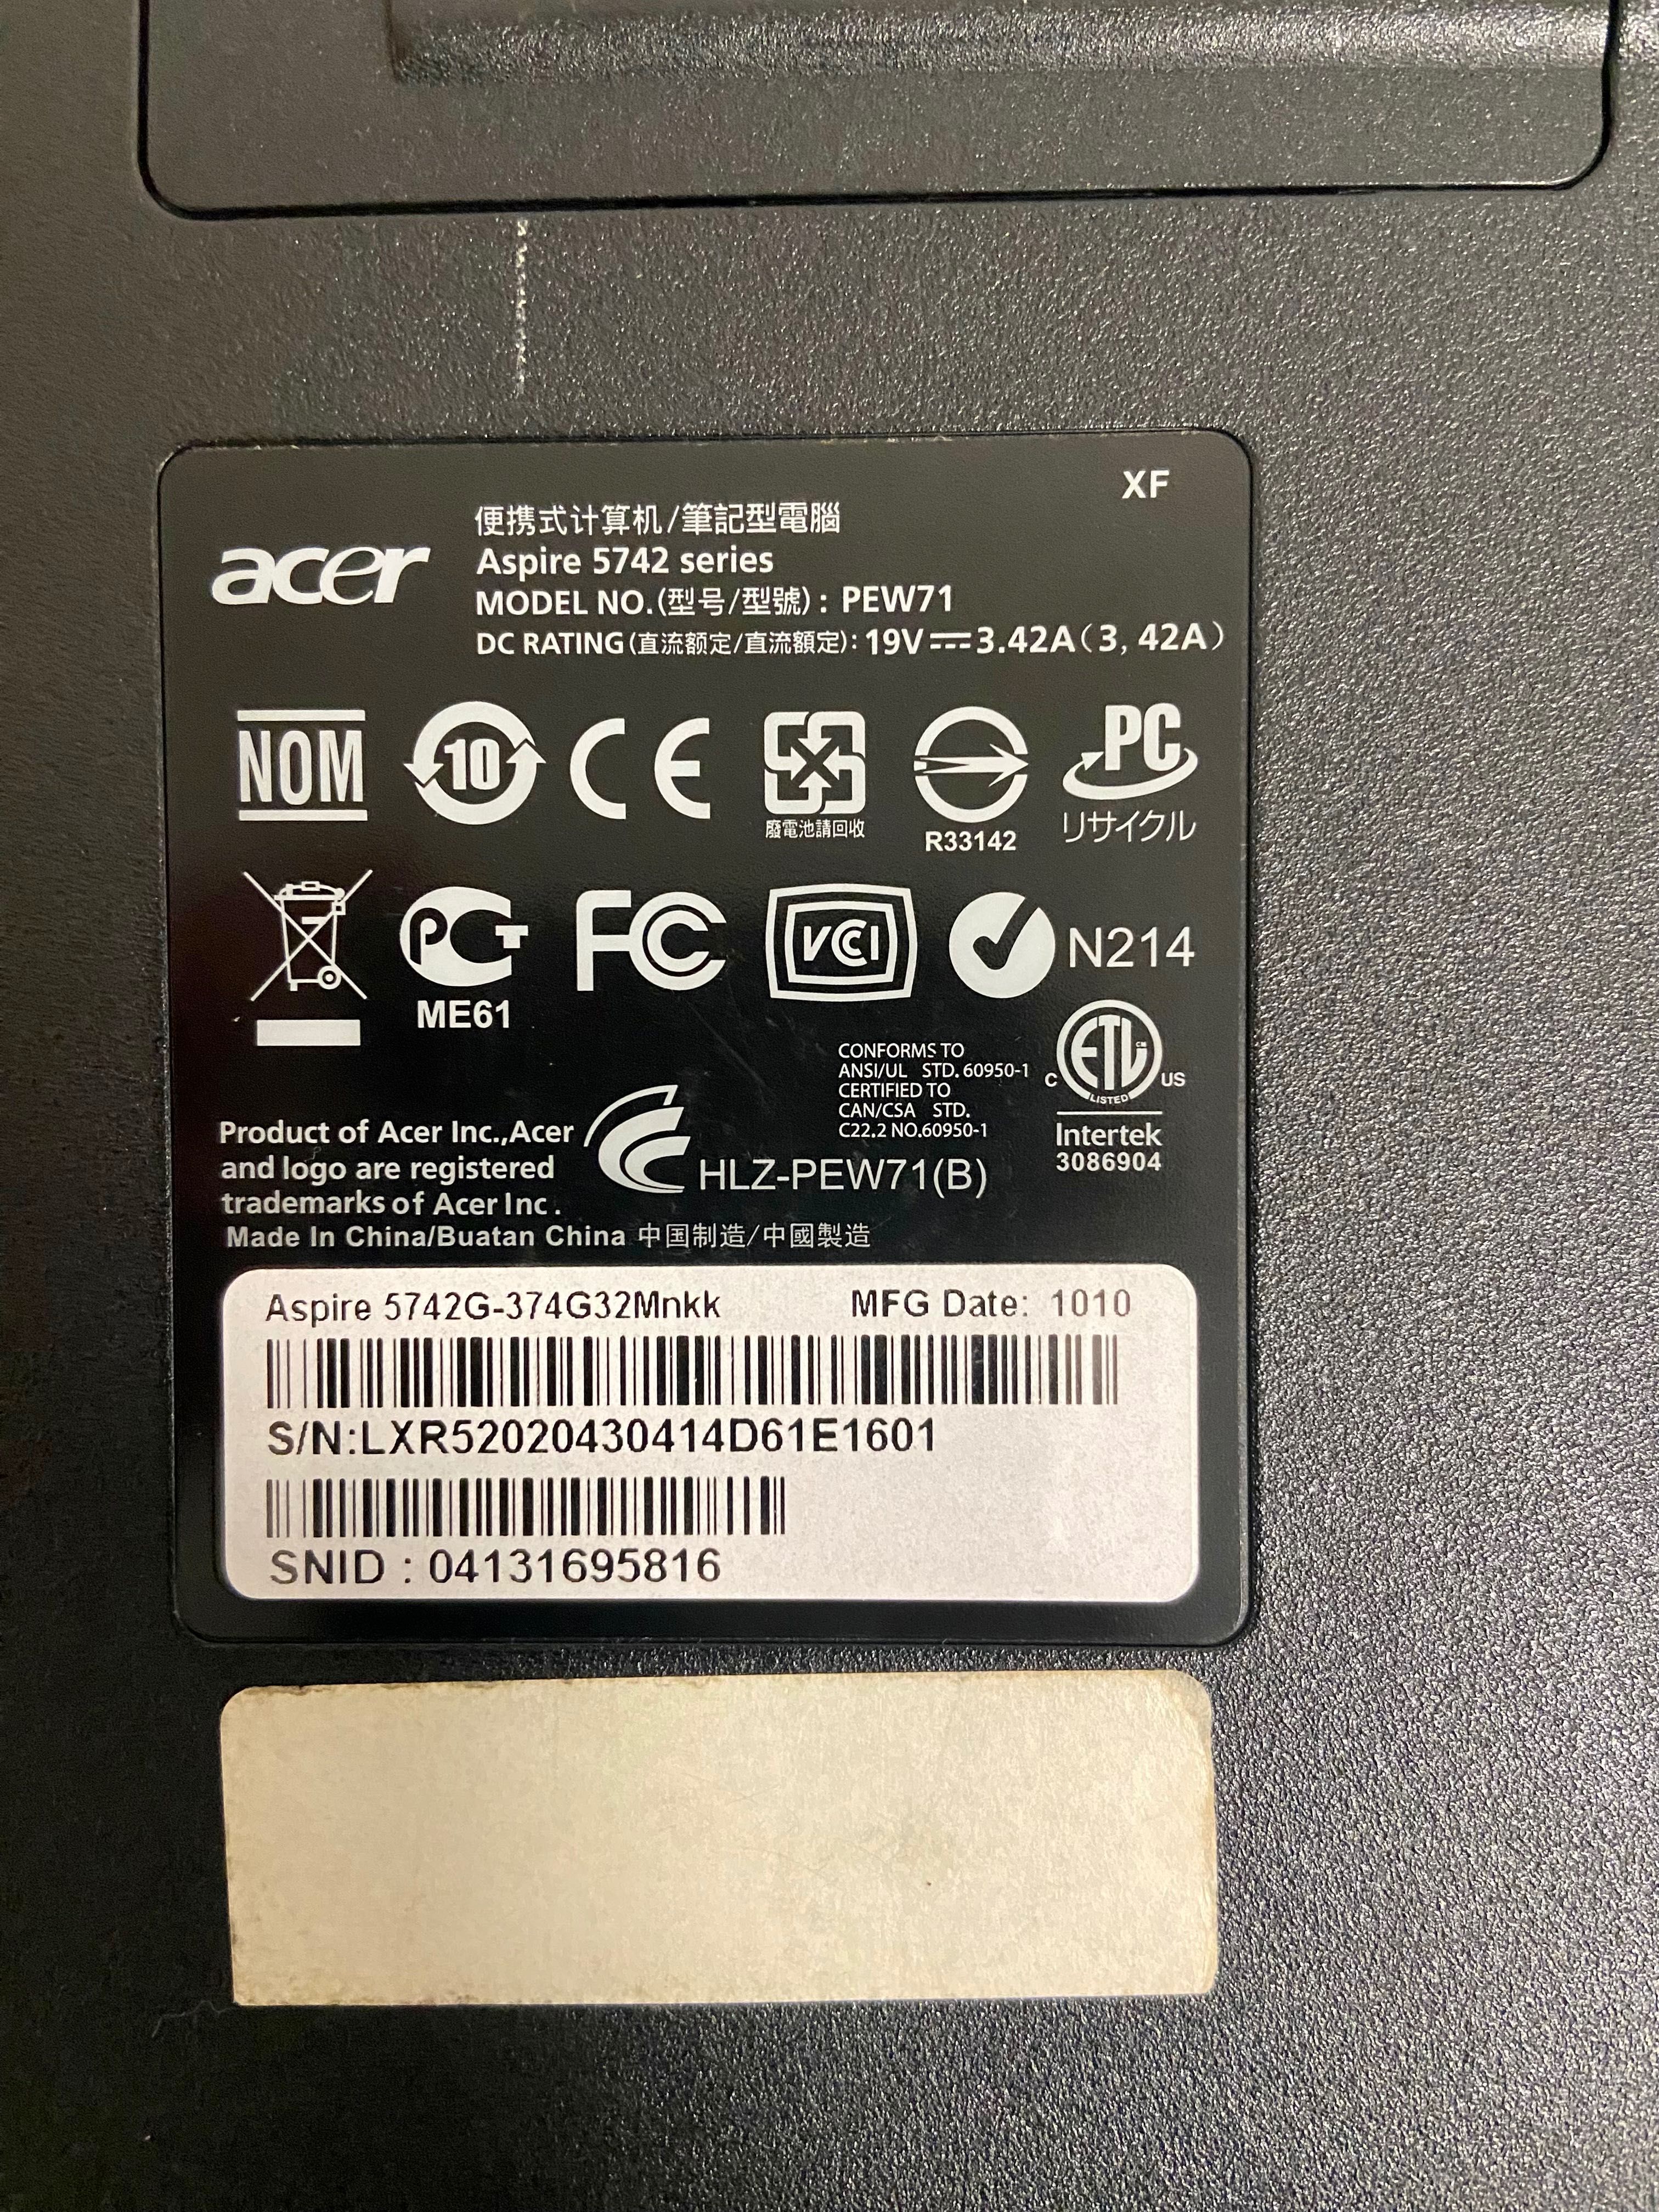 XF
acer
便携式计算机/筆記型電腦
Aspire 5742 series
MODEL NO.(型号/型號): PEW71
DC RATING(直流额定/直流額定): 19V⎓3.42A(3, 42A)
NOM
10
CE
廢電池請回收
R33142
PC
リサイクル
PCT
ME61
FC
VCI
N214
CONFORMS TO
ANSI/UL STD. 60950-1
CERTIFIED TO
CAN/CSA STD.
C22.2 NO.60950-1
C ETL CM US
LISTED
Intertek
3086904
Product of Acer Inc.,Acer
and logo are registered
trademarks of Acer Inc.
HLZ-PEW71(B)
Made In China/Buatan China 中国制造/中國製造
Aspire 5742G-374G32Mnkk MFG Date: 1010
S/N:LXR52020430414D61E1601
SNID : 04131695816